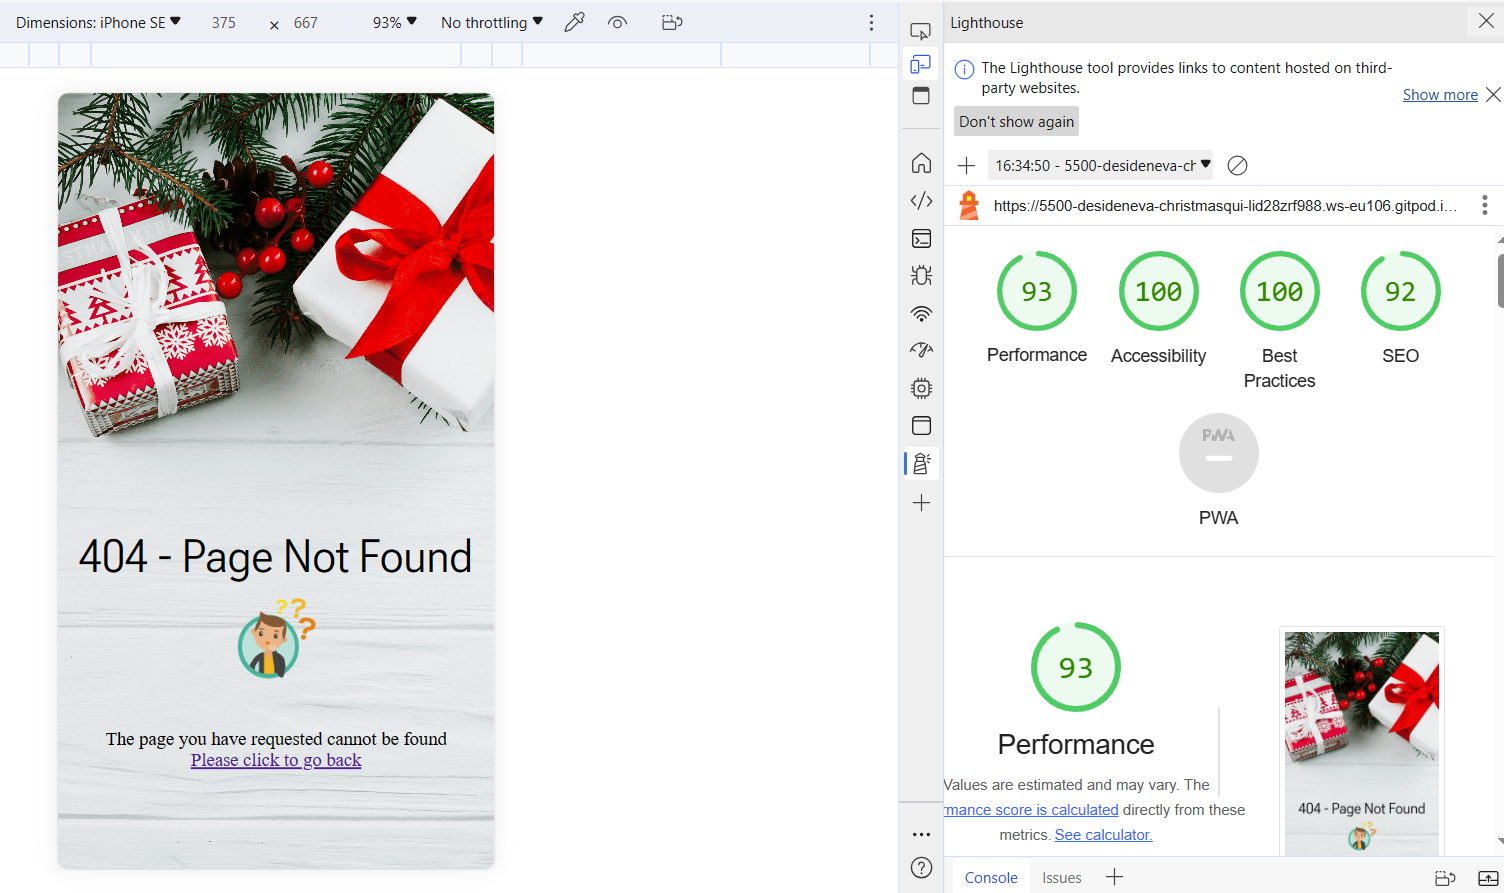 Dimensions: iPhone SE 375 × 667 93% No throttling
404 - Page Not Found
? ? ?
The page you have requested cannot be found
Please click to go back
Lighthouse
The Lighthouse tool provides links to content hosted on third-
party websites.
Show more
Don't show again
16:34:50 - 5500-desideneva-ch
https://5500-desideneva-christmasqui-lid28zrf988.ws-eu106.gitpod.i...
93 100 100 92
Performance Accessibility Best SEO
Practices
PWA
PWA
93
Performance
Values are estimated and may vary. The
rmance score is calculated directly from these
metrics. See calculator.
404 - Page Not Found
Console Issues